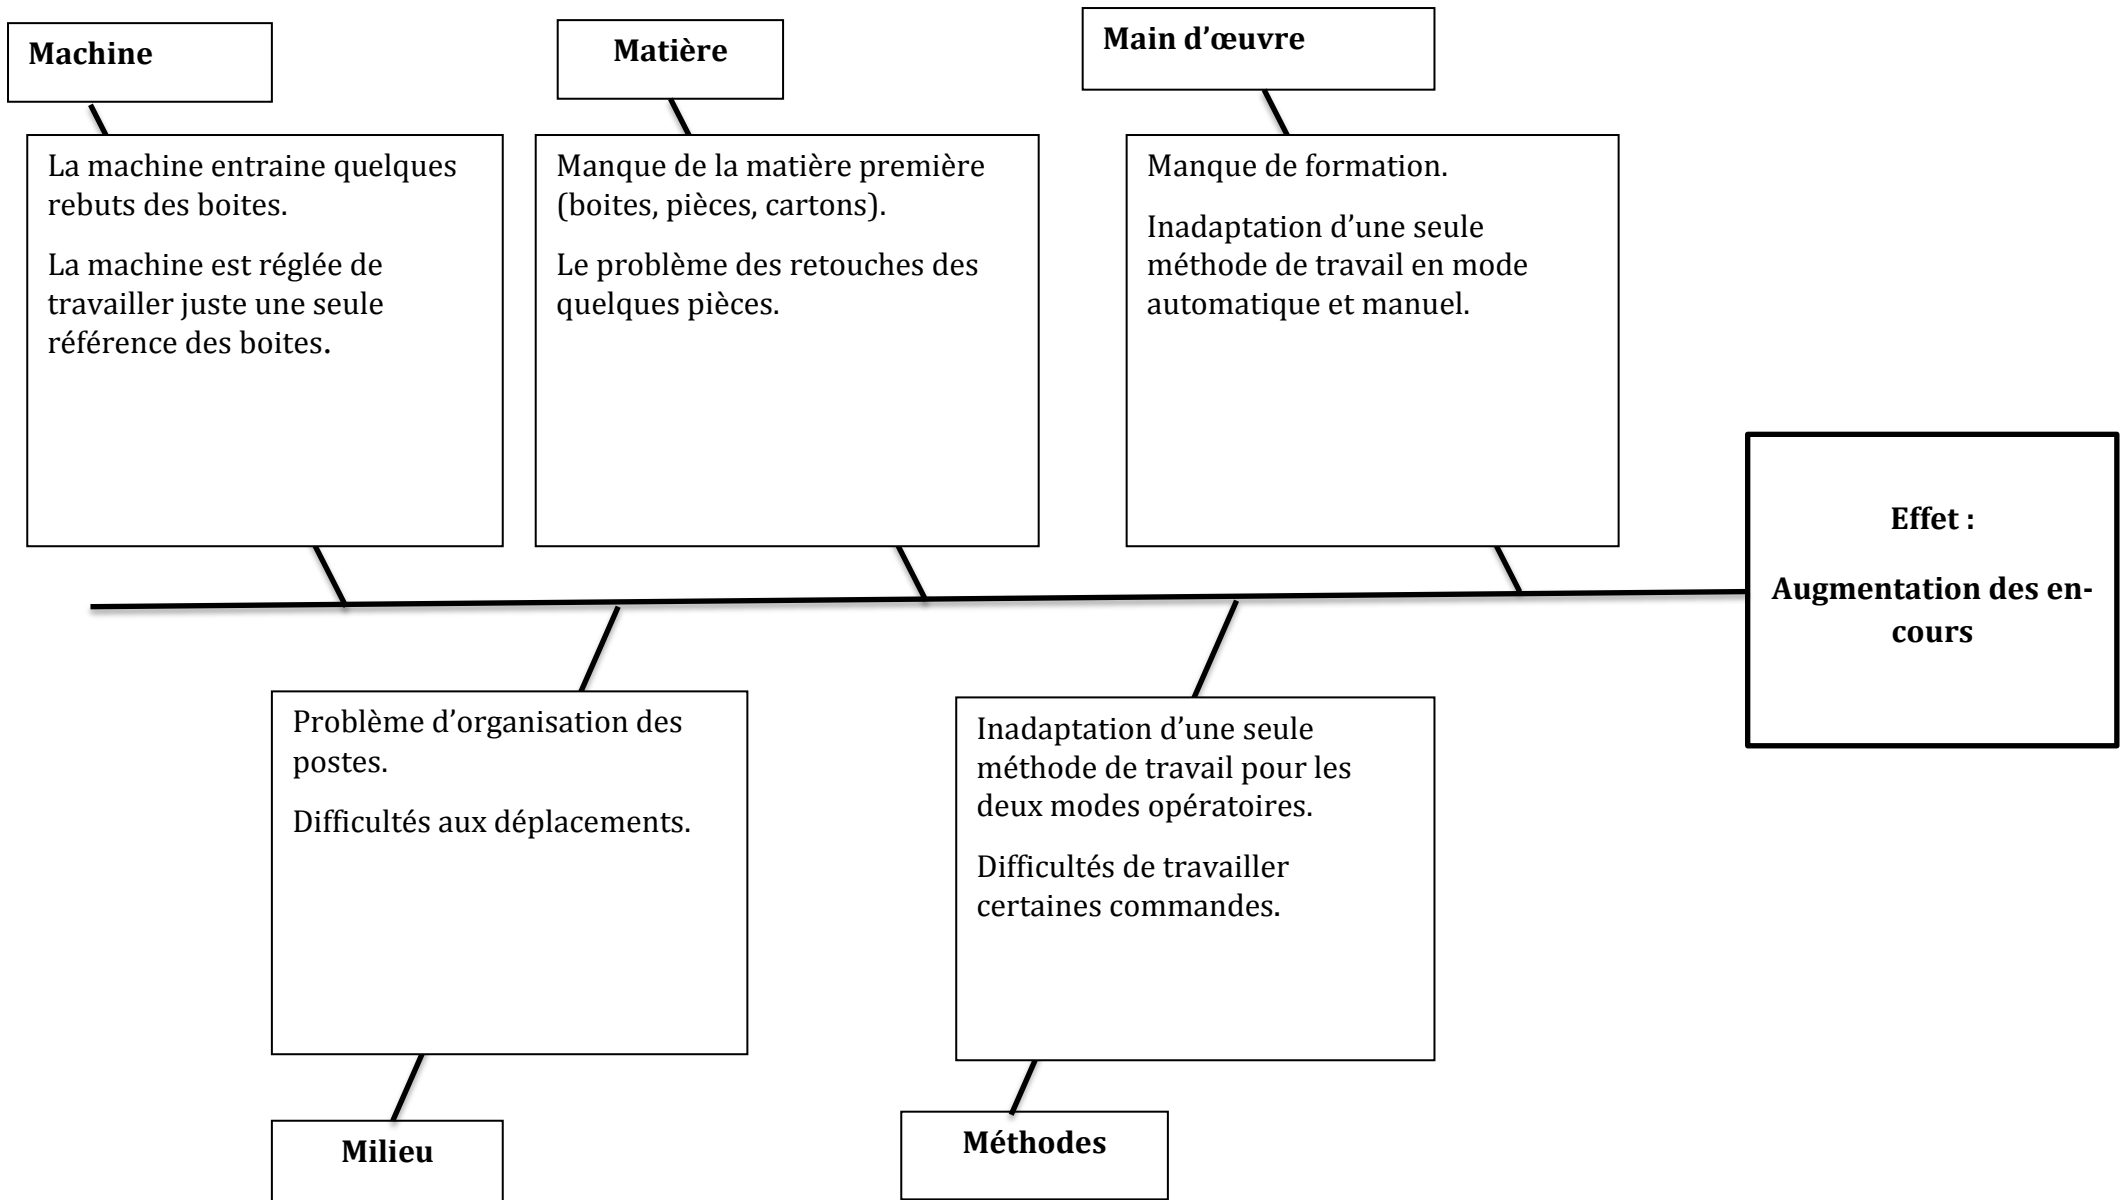 Machine
Matière
Main d’œuvre
La machine entraine quelques
rebuts des boites.
La machine est réglée de
travailler juste une seule
référence des boites.
Manque de la matière première
(boites, pièces, cartons).
Le problème des retouches des
quelques pièces.
Manque de formation.
Inadaptation d’une seule
méthode de travail en mode
automatique et manuel.
Effet :
Augmentation des en-
cours
Problème d’organisation des
postes.
Difficultés aux déplacements.
Inadaptation d’une seule
méthode de travail pour les
deux modes opératoires.
Difficultés de travailler
certaines commandes.
Milieu
Méthodes